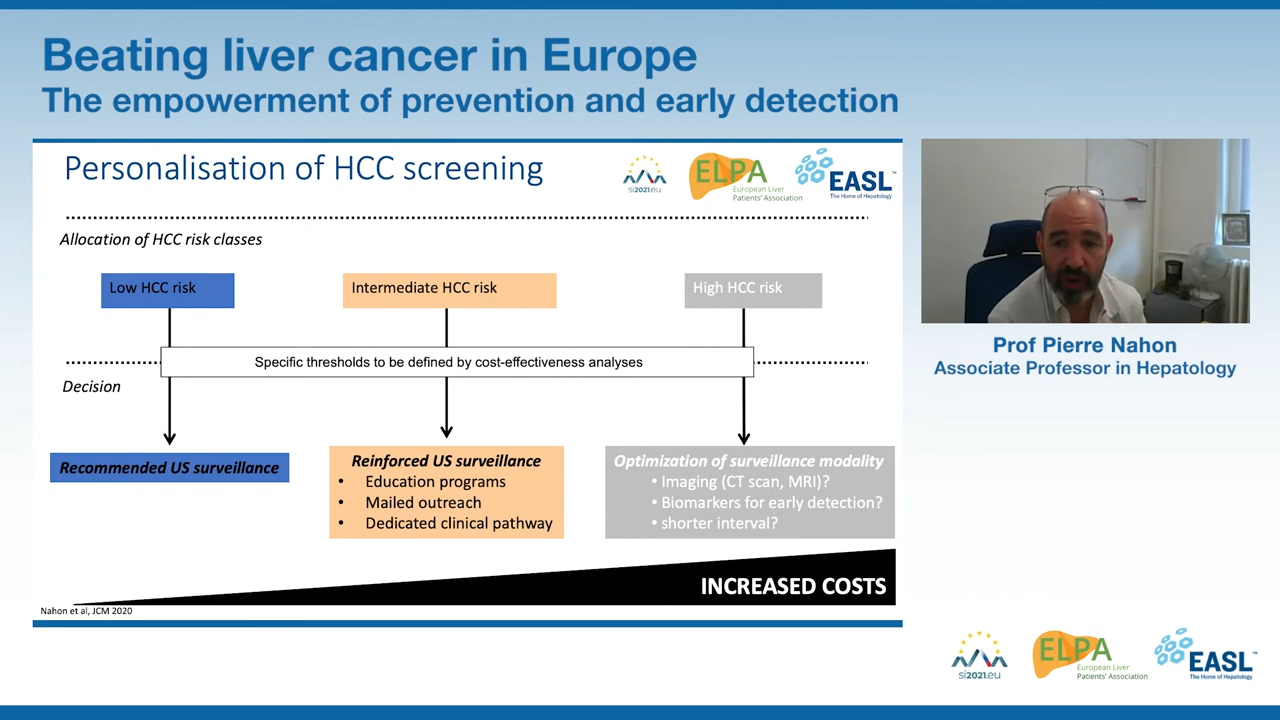 Beating liver cancer in Europe
The empowerment of prevention and early detection
Personalisation of HCC screening
si2021.eu
ELPA
European Liver
Patients' Association
EASL™
The Home of Hepatology
Allocation of HCC risk classes
Low HCC risk
Intermediate HCC risk
High HCC risk
Specific thresholds to be defined by cost-effectiveness analyses
Decision
Recommended US surveillance
Reinforced US surveillance
• Education programs
• Mailed outreach
• Dedicated clinical pathway
Optimization of surveillance modality
• Imaging (CT scan, MRI)?
• Biomarkers for early detection?
• shorter interval?
INCREASED COSTS
Nahon et al, JCM 2020
Prof Pierre Nahon
Associate Professor in Hepatology
si2021.eu
ELPA
European Liver
Patients' Association
EASL™
The Home of Hepatology